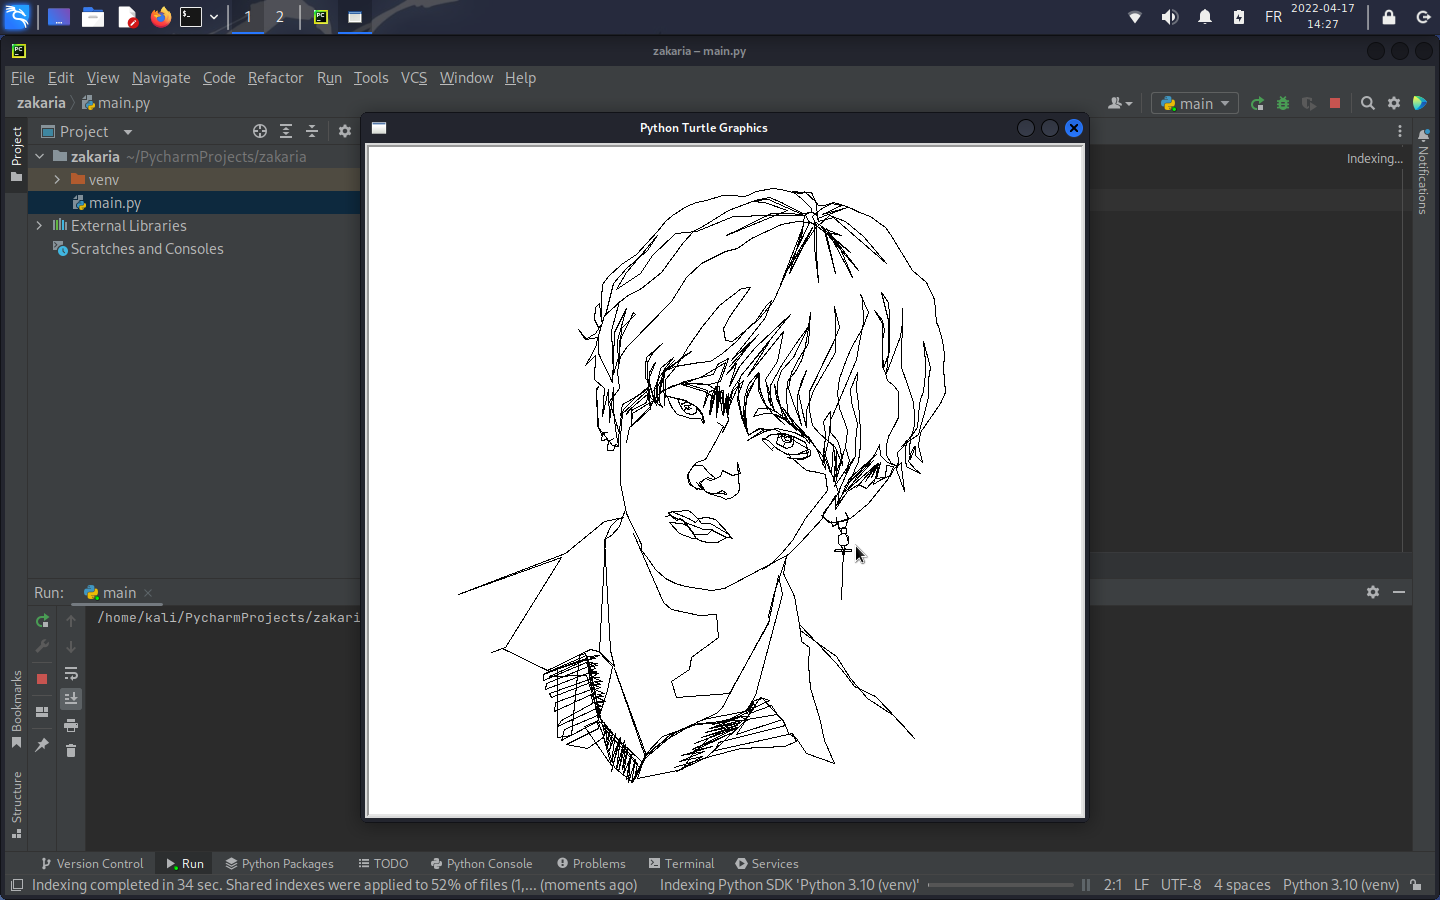 1
2
FR
2022-04-17
14:27
PC
zakaria – main.py
File Edit View Navigate Code Refactor Run Tools VCS Window Help
zakaria main.py
main
Project
Project
Python Turtle Graphics
Indexing...
Notifications
zakaria ~/PycharmProjects/zakaria
venv
main.py
External Libraries
Scratches and Consoles
Run: main
/home/kali/PycharmProjects/zakari
Bookmarks
Structure
Version Control Run Python Packages TODO Python Console Problems Terminal Services
Indexing completed in 34 sec. Shared indexes were applied to 52% of files (1,... (moments ago) Indexing Python SDK 'Python 3.10 (venv)' 2:1 LF UTF-8 4 spaces Python 3.10 (venv)